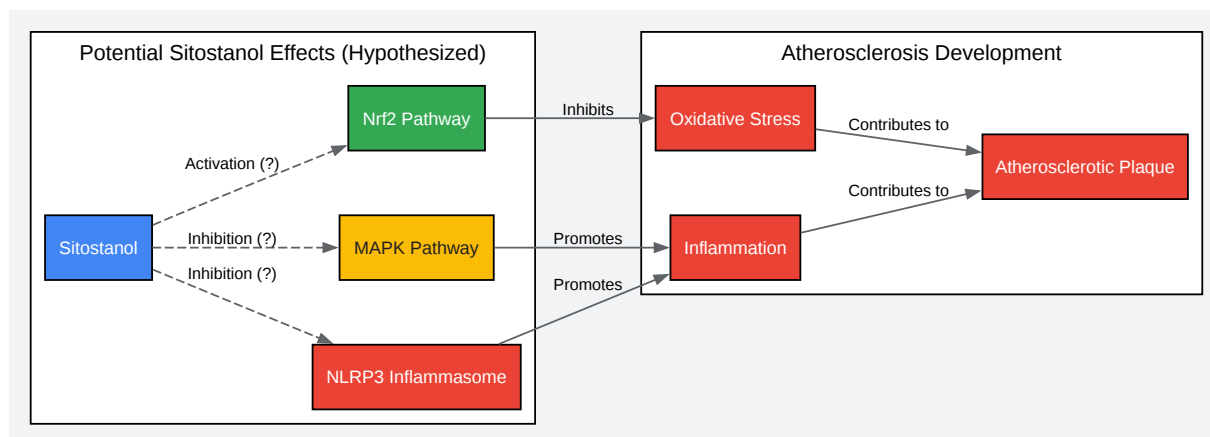 Potential Sitostanol Effects (Hypothesized)
Atherosclerosis Development
Nrf2 Pathway
Inhibits
Oxidative Stress
Contributes to
Atherosclerotic Plaque
Activation (?)
Contributes to
Sitostanol
Inhibition (?)
MAPK Pathway
Promotes
Inflammation
Inhibition (?)
Promotes
NLRP3 Inflammasome